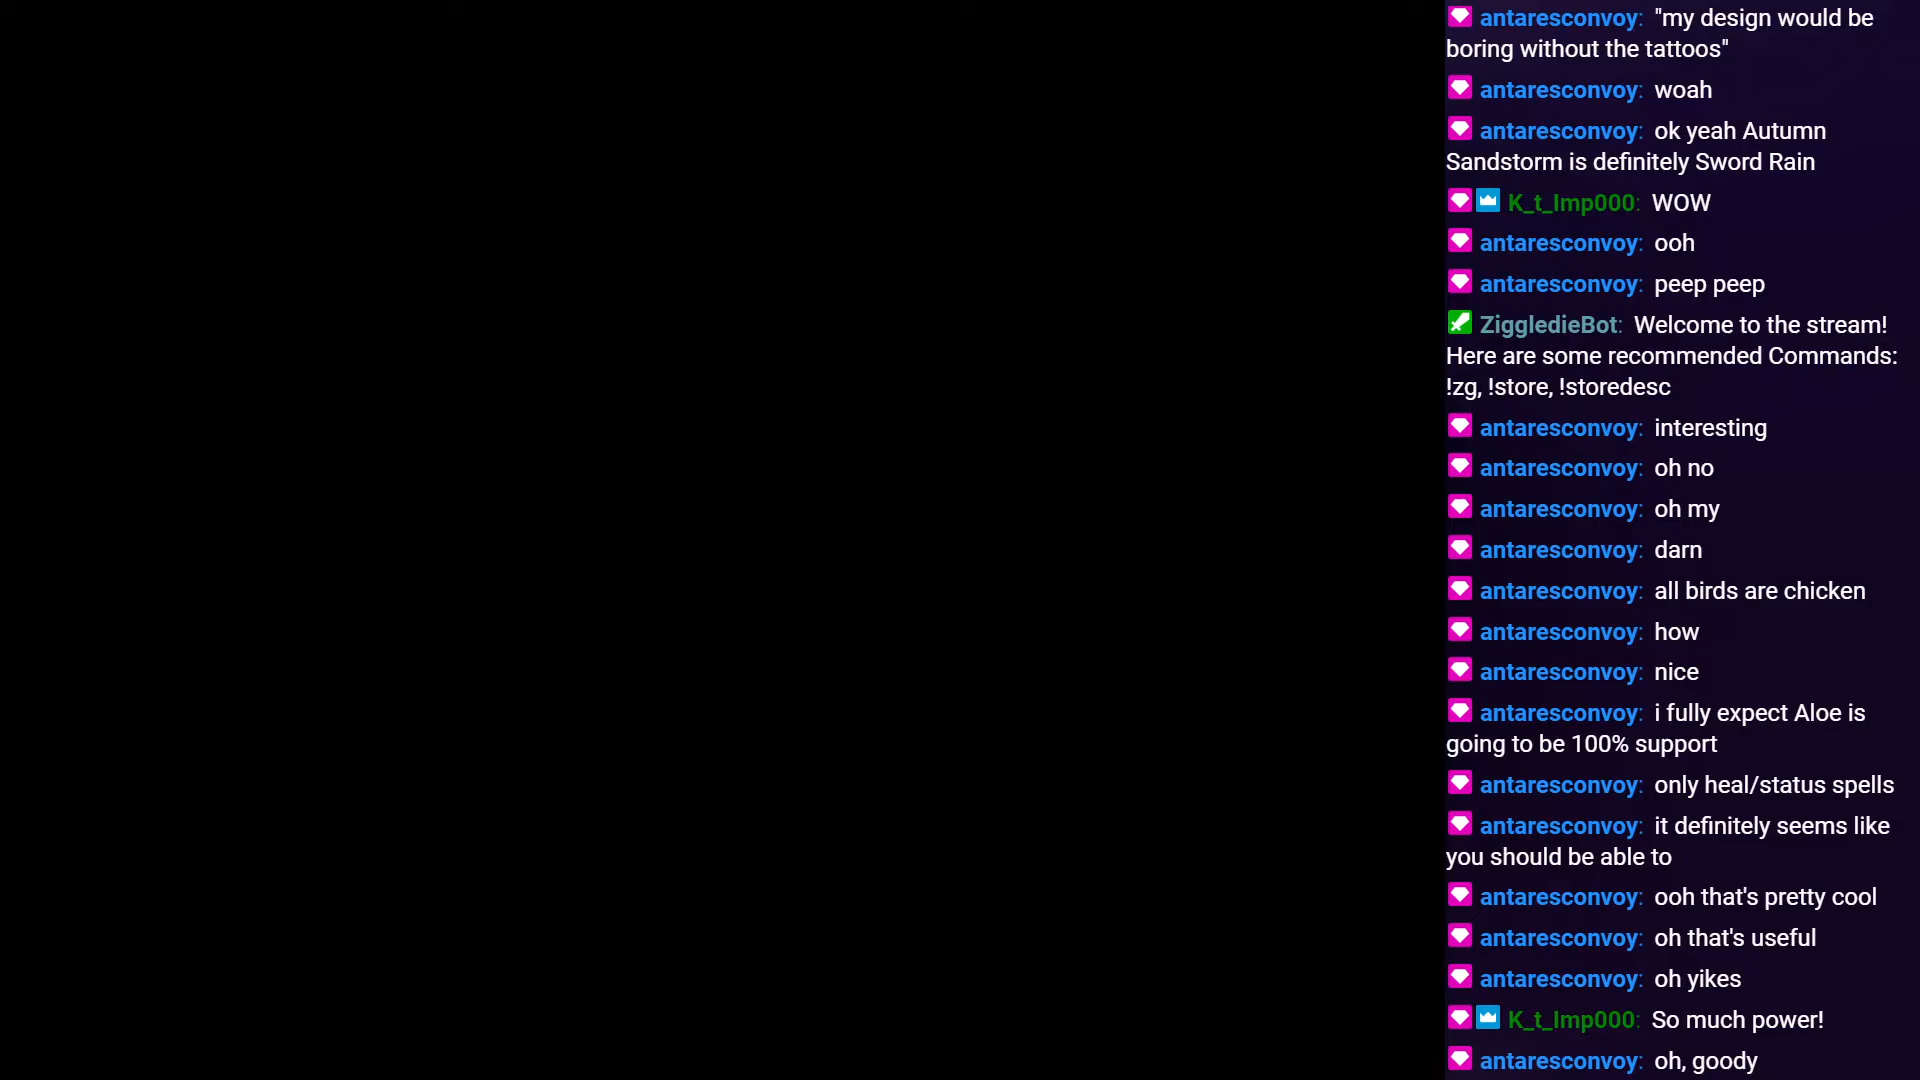 antaresconvoy: "my design would be
boring without the tattoos"
antaresconvoy: woah
antaresconvoy: ok yeah Autumn
Sandstorm is definitely Sword Rain
K_t_Imp000: WOW
antaresconvoy: ooh
antaresconvoy: peep peep
ZiggledieBot: Welcome to the stream!
Here are some recommended Commands:
!zg, !store, !storedesc
antaresconvoy: interesting
antaresconvoy: oh no
antaresconvoy: oh my
antaresconvoy: darn
antaresconvoy: all birds are chicken
antaresconvoy: how
antaresconvoy: nice
antaresconvoy: i fully expect Aloe is
going to be 100% support
antaresconvoy: only heal/status spells
antaresconvoy: it definitely seems like
you should be able to
antaresconvoy: ooh that's pretty cool
antaresconvoy: oh that's useful
antaresconvoy: oh yikes
K_t_Imp000: So much power!
antaresconvoy: oh, goody